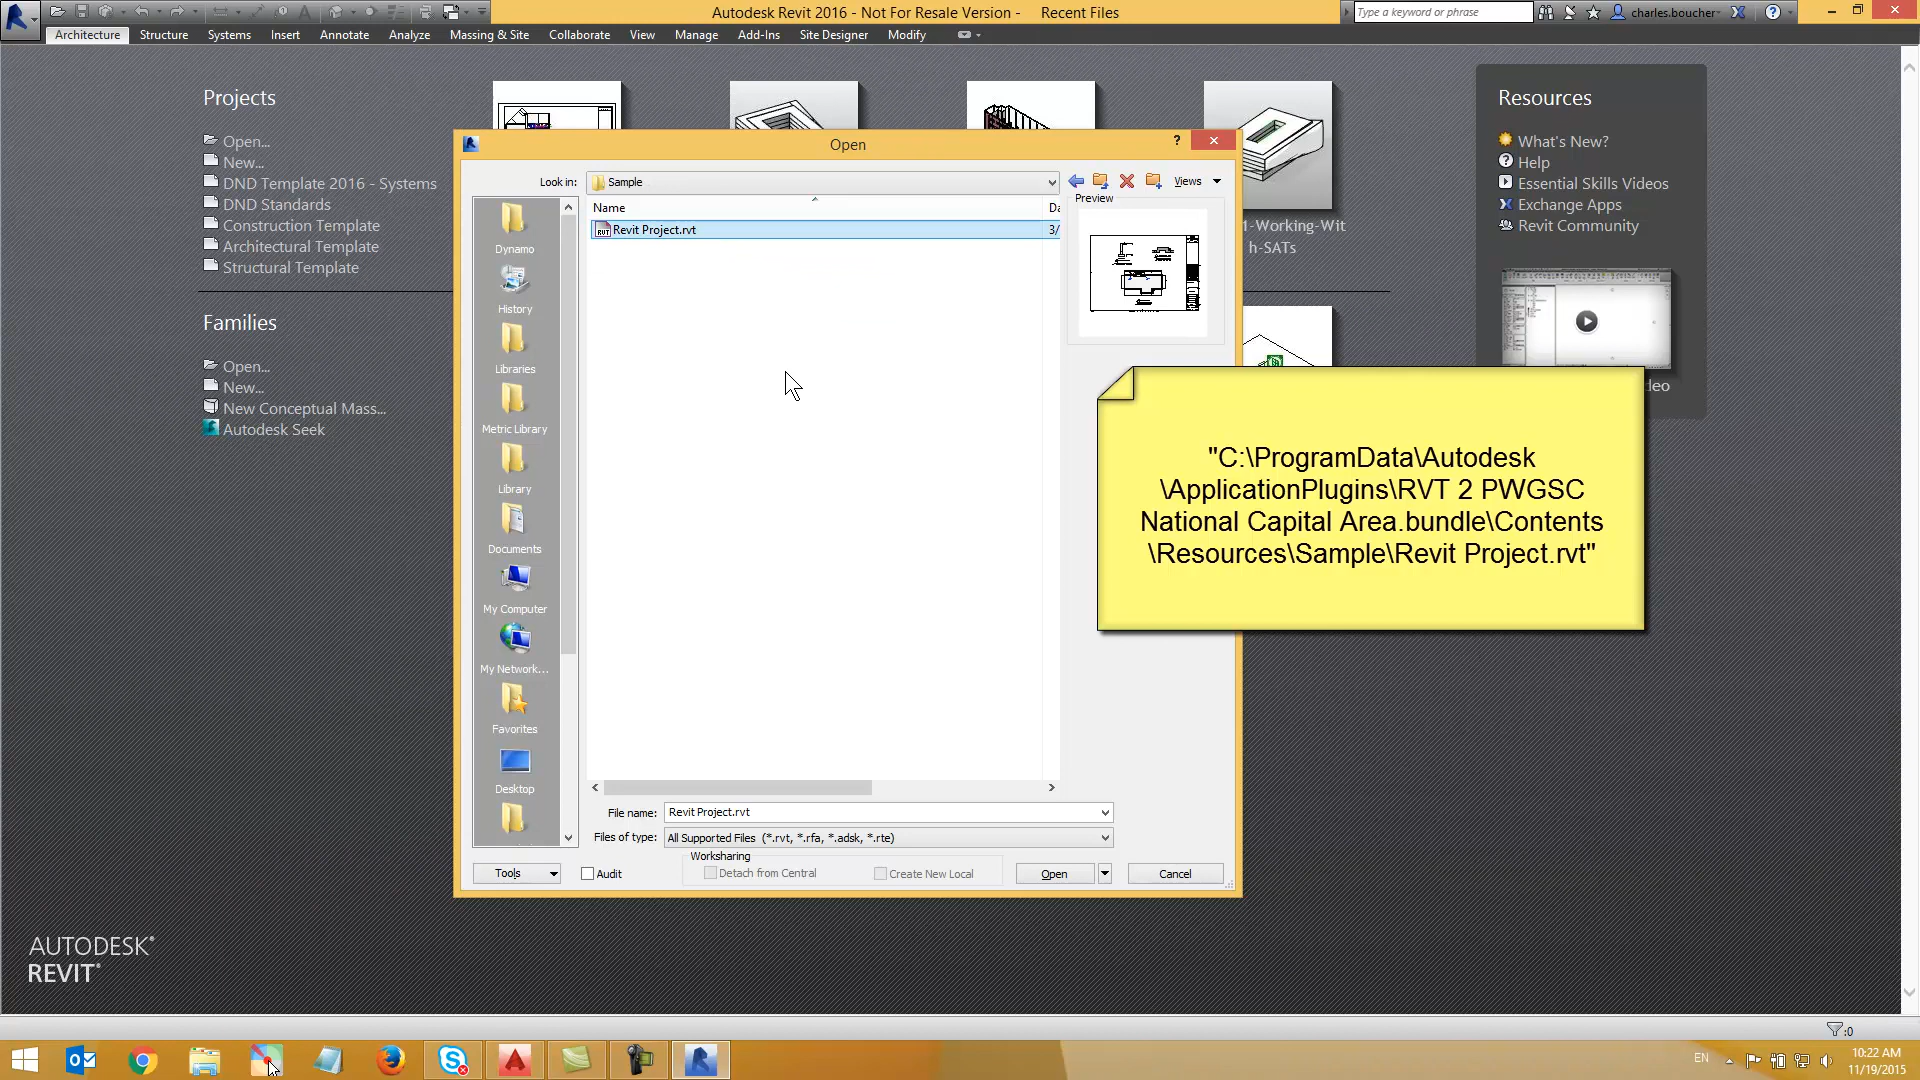 Autodesk Revit 2016 - Not For Resale Version - Recent Files
Type a keyword or phrase
charles.boucher
Architecture Structure Systems Insert Annotate Analyze Massing & Site Collaborate View Manage Add-Ins Site Designer Modify
Projects
Open...
New...
DND Template 2016 - Systems
DND Standards
Construction Template
Architectural Template
Structural Template
Families
Open...
New...
New Conceptual Mass...
Autodesk Seek
Open
Look in: Sample
Views
Name
Preview
Revit Project.rvt
3/
Dynamo
History
Libraries
Metric Library
Library
Documents
My Computer
My Network...
Favorites
Desktop
File name: Revit Project.rvt
Files of type: All Supported Files (*.rvt, *.rfa, *.adsk, *.rte)
Worksharing
Tools
Audit
Detach from Central
Create New Local
Open
Cancel
1-Working-Wit
h-SATs
Resources
What's New?
Help
Essential Skills Videos
Exchange Apps
Revit Community
deo
"C:\ProgramData\Autodesk
\ApplicationPlugins\RVT 2 PWGSC
National Capital Area.bundle\Contents
\Resources\Sample\Revit Project.rvt"
AUTODESK®
REVIT®
:0
EN
10:22 AM
11/19/2015